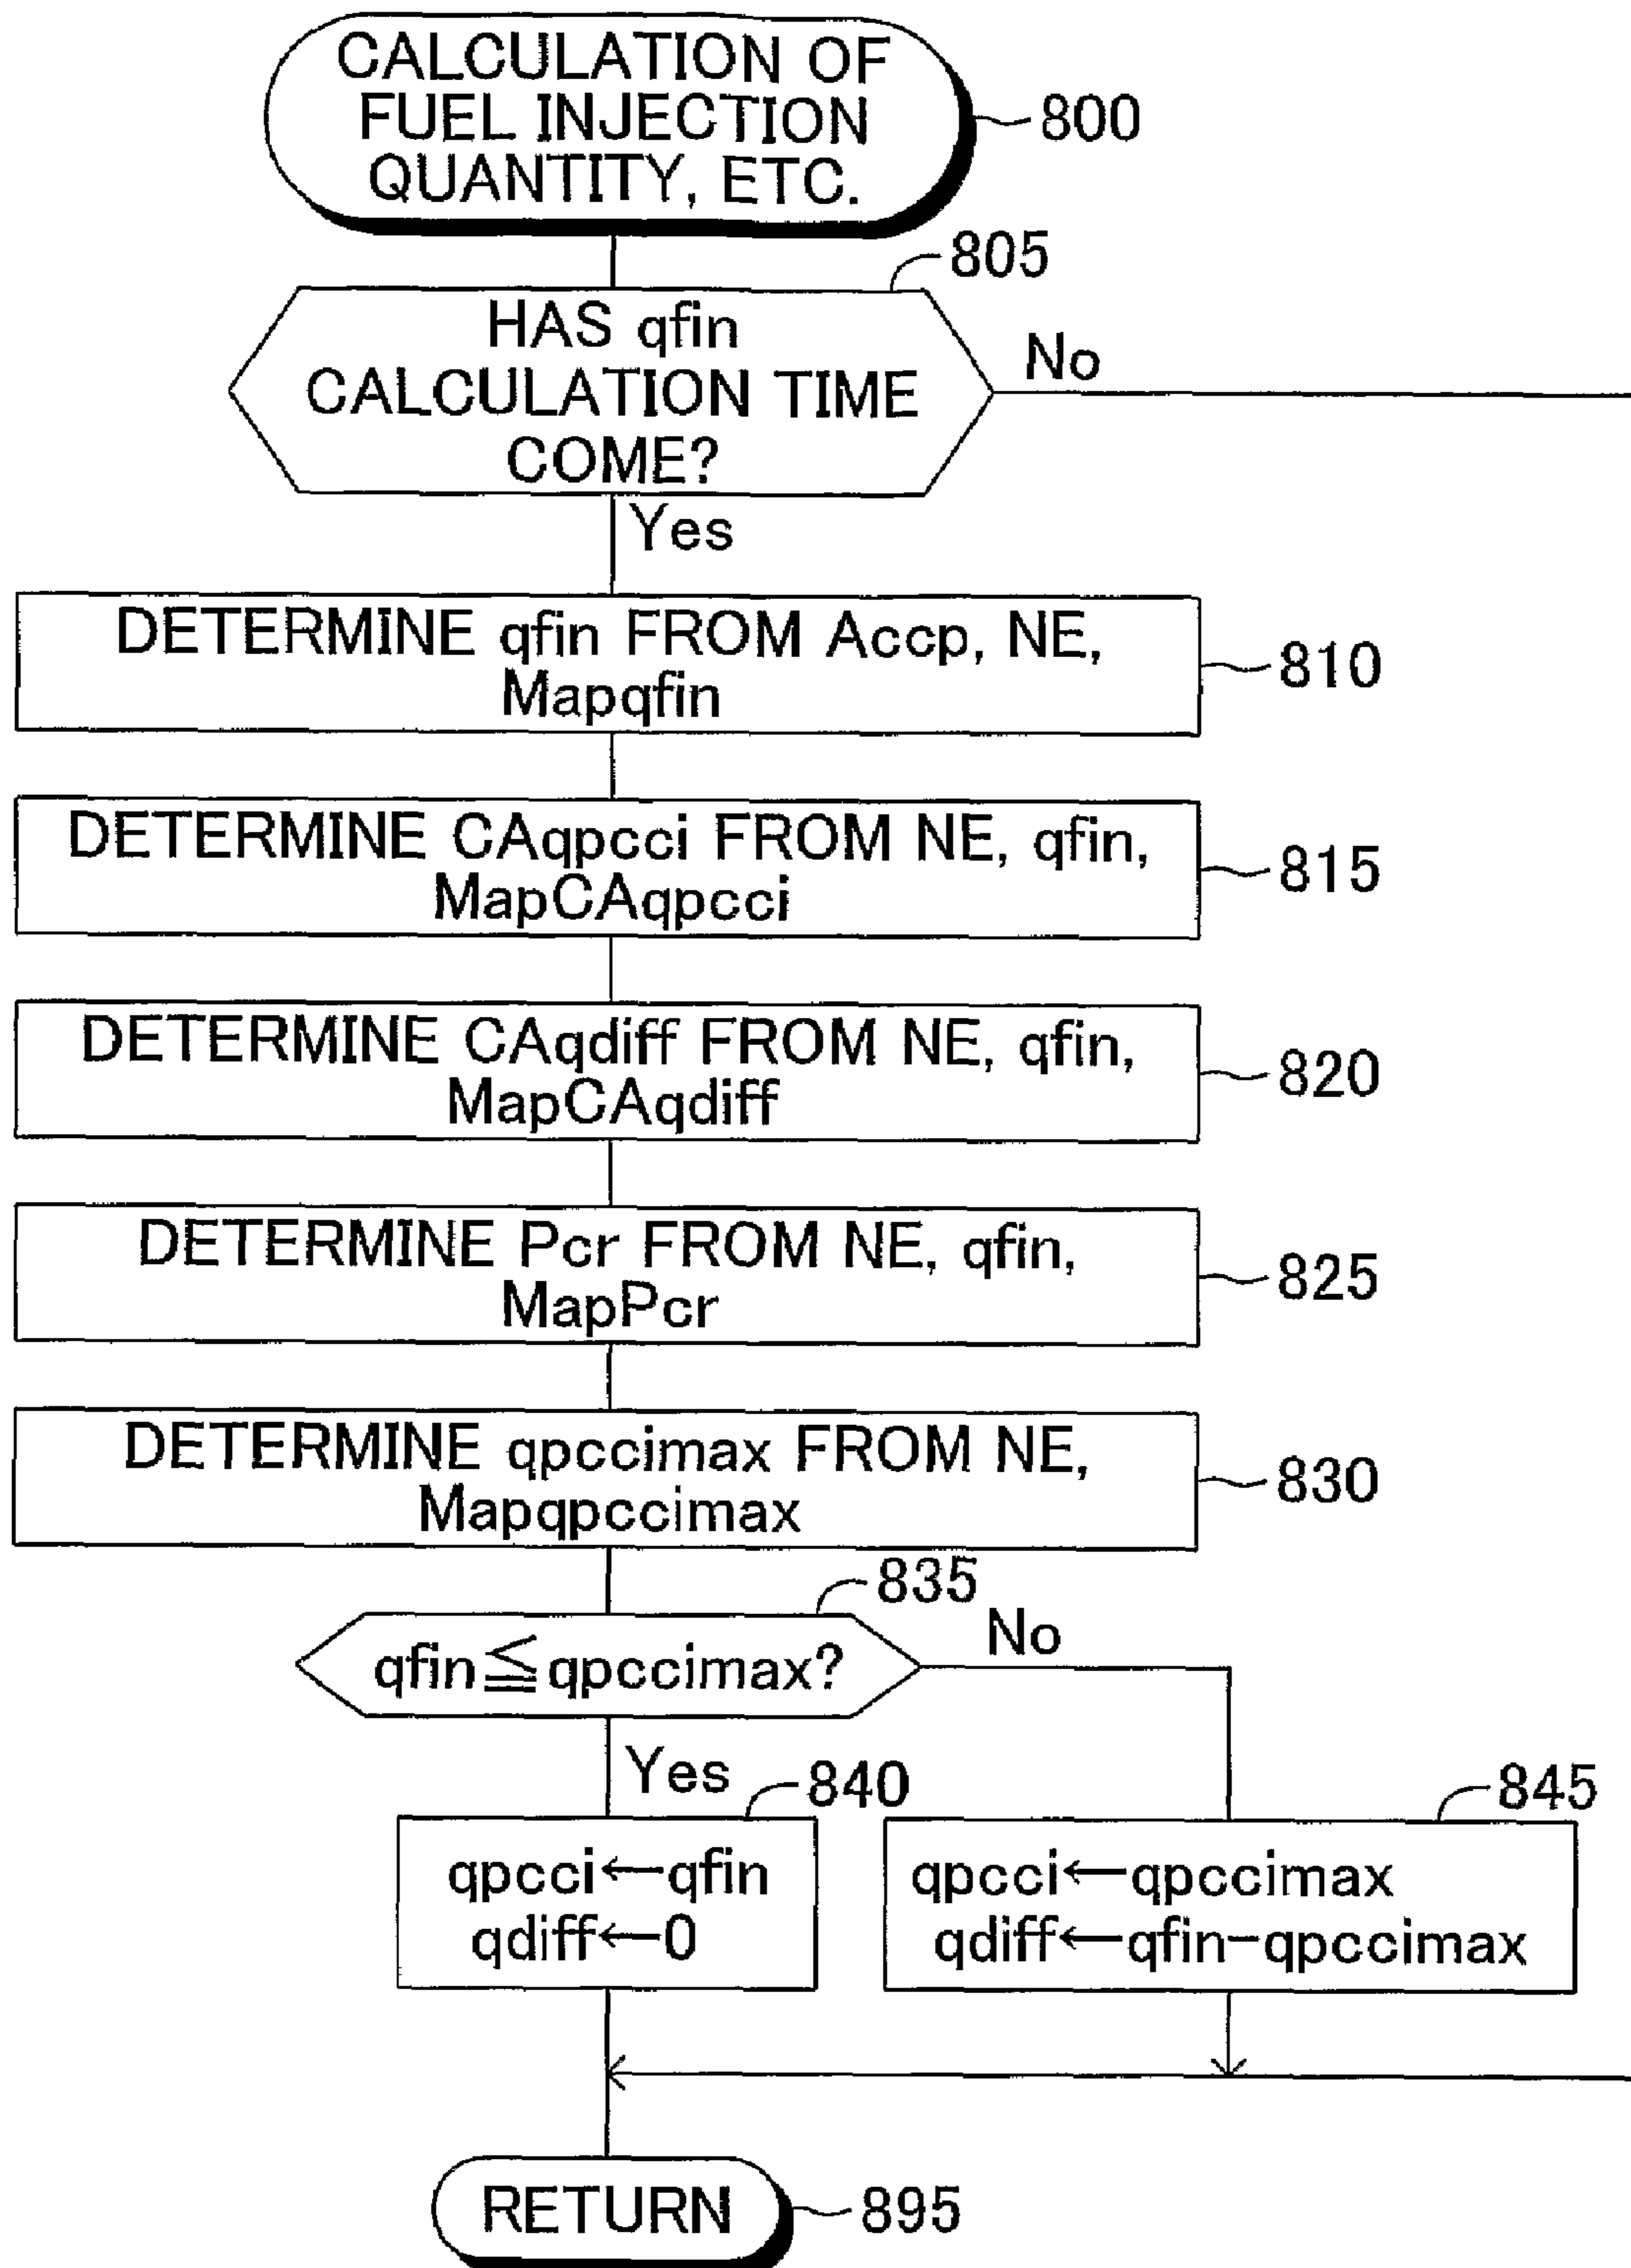 CALCULATION OF
FUEL INJECTION
QUANTITY, ETC.
800
805
HAS qfin
CALCULATION TIME
COME?
No
Yes
DETERMINE qfin FROM Accp, NE,
Mapqfin
810
DETERMINE CAqpcci FROM NE, qfin,
MapCAqpcci
815
DETERMINE CAqdiff FROM NE, qfin,
MapCAqdiff
820
DETERMINE Pcr FROM NE, qfin,
MapPcr
825
DETERMINE qpccimax FROM NE,
Mapqpccimax
830
835
qfin≦qpccimax?
No
Yes
840
qpcci←qfin
qdiff←0
845
qpcci←qpccimax
qdiff←qfin−qpccimax
RETURN
895